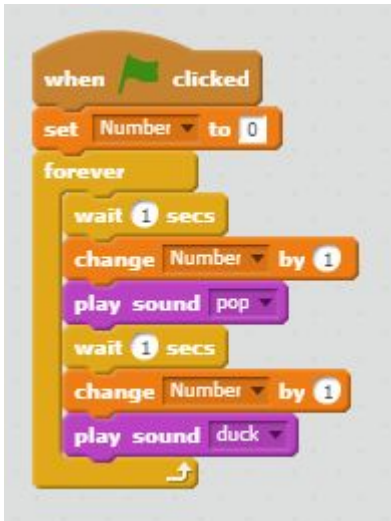 when clicked
set Number to 0
forever
wait 1 secs
change Number by 1
play sound pop
wait 1 secs
change Number by 1
play sound duck